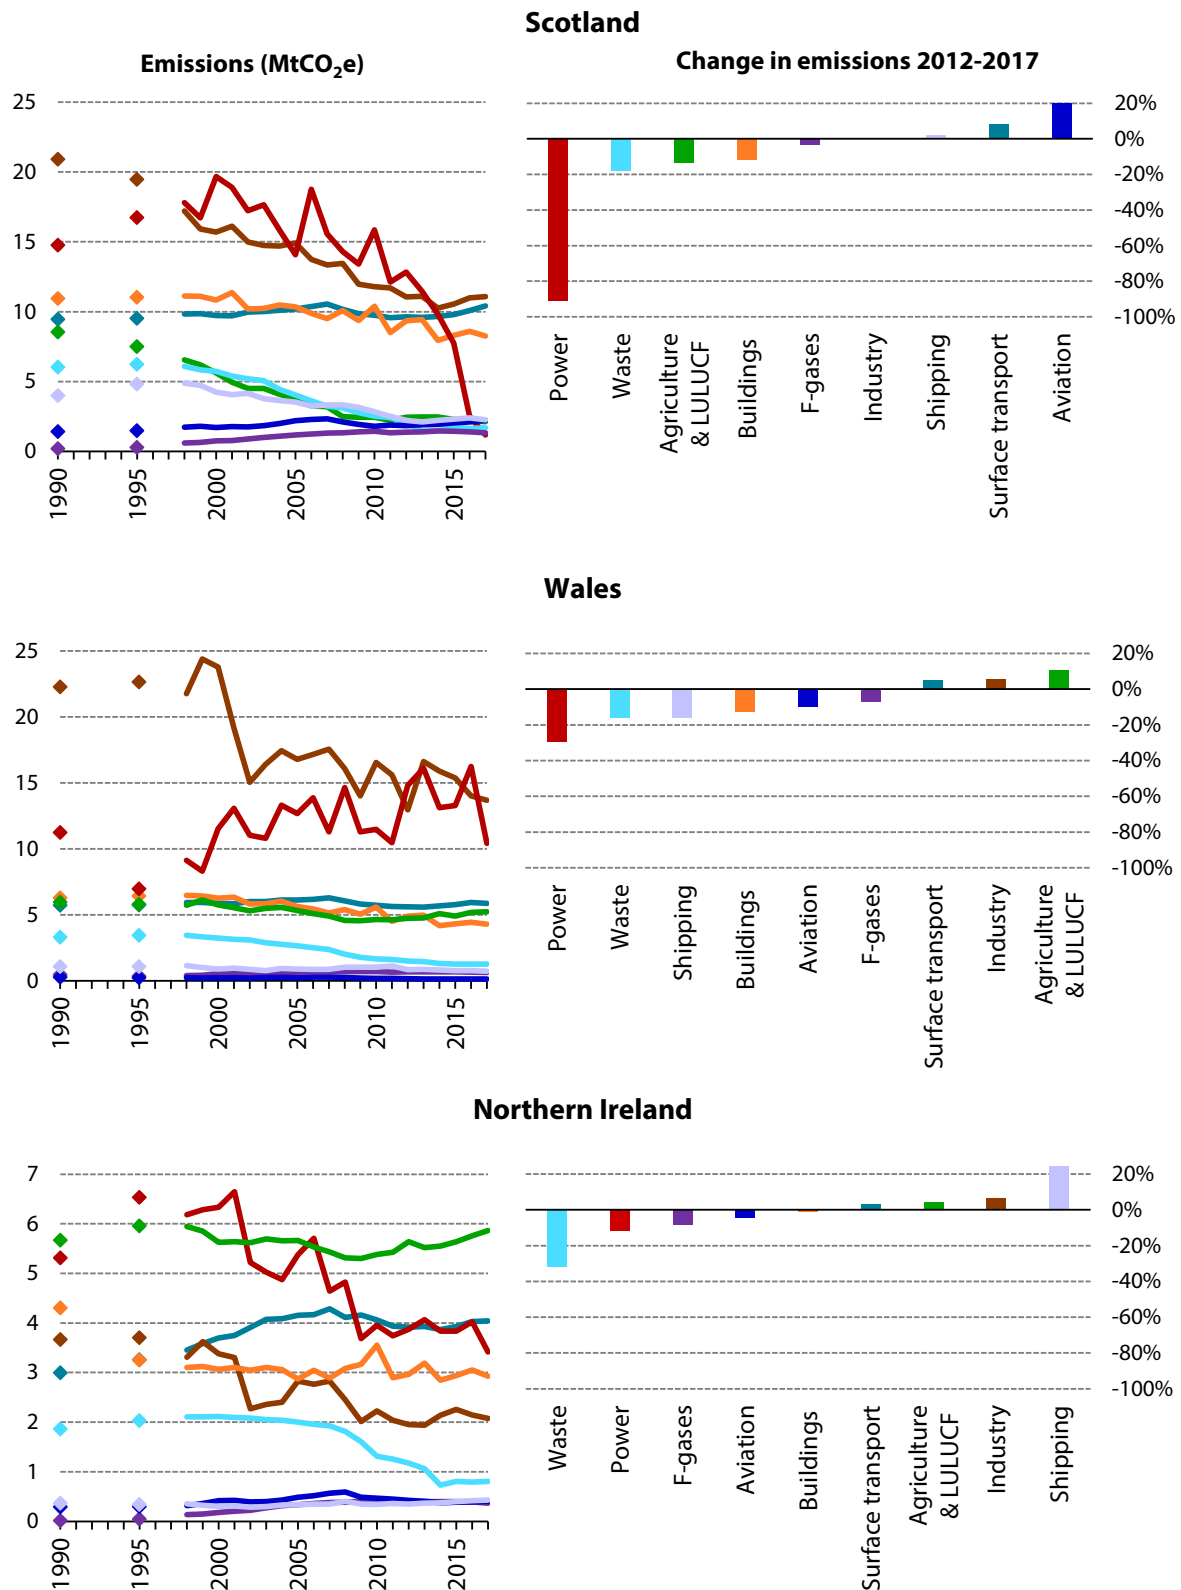 Scotland
Emissions (MtCO₂e)
Change in emissions 2012-2017
25
20
15
10
5
0
1990
1995
2000
2005
2010
2015
20%
0%
-20%
-40%
-60%
-80%
-100%
Power
Waste
Agriculture
& LULUCF
Buildings
F-gases
Industry
Shipping
Surface transport
Aviation
Wales
25
20
15
10
5
0
1990
1995
2000
2005
2010
2015
20%
0%
-20%
-40%
-60%
-80%
-100%
Power
Waste
Shipping
Buildings
Aviation
F-gases
Surface transport
Industry
Agriculture
& LULUCF
Northern Ireland
7
6
5
4
3
2
1
0
1990
1995
2000
2005
2010
2015
20%
0%
-20%
-40%
-60%
-80%
-100%
Waste
Power
F-gases
Aviation
Buildings
Surface transport
Agriculture
& LULUCF
Industry
Shipping